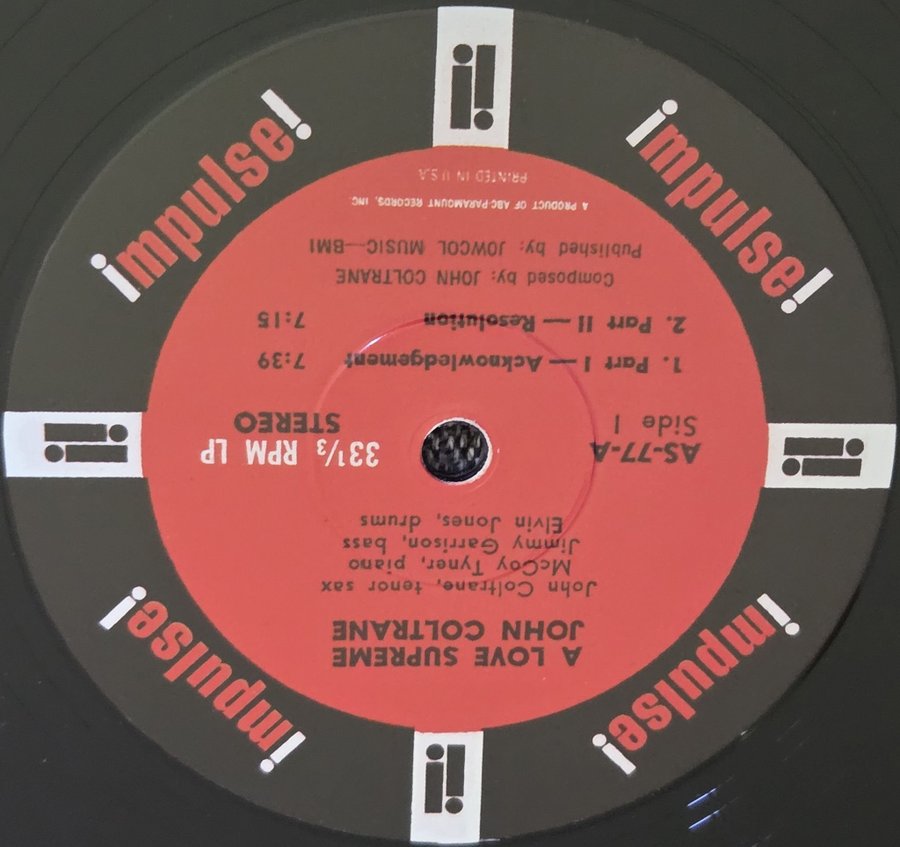 A LOVE SUPREME
JOHN COLTRANE
John Coltrane, tenor sax
McCoy Tyner, piano
Jimmy Garrison, bass
Elvin Jones, drums
AS-77-A
Side 1
33⅓ RPM LP
STEREO
1. Part I — Acknowledgement 7:39
2. Part II — Resolution 7:15
Composed by: JOHN COLTRANE
Published by: JOWCOL MUSIC—BMI
A PRODUCT OF ABC-PARAMOUNT RECORDS, INC.
PRINTED IN U.S.A.
impulse!
impulse!
impulse!
impulse!